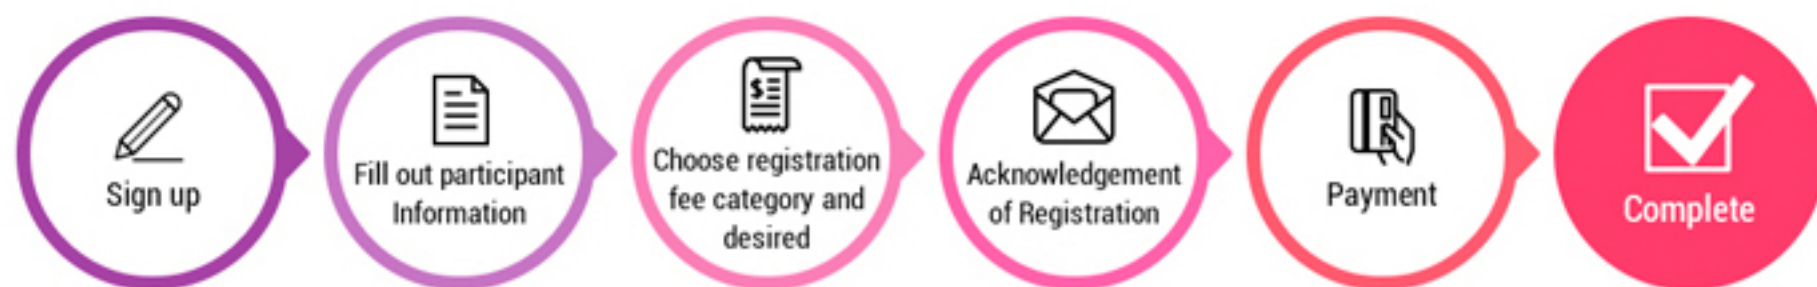 Sign up
Fill out participant
Information
$
Choose registration
fee category and
desired
Acknowledgement
of Registration
Payment
Complete